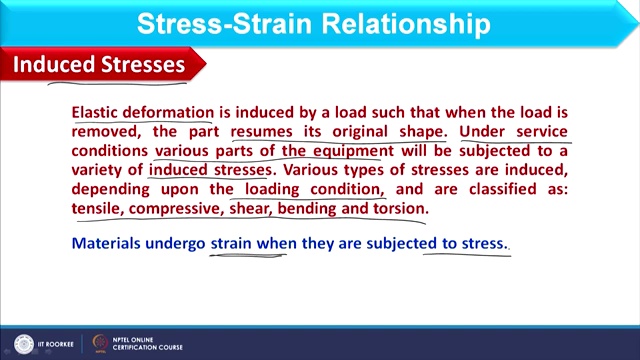 Stress-Strain Relationship
Induced Stresses
Elastic deformation is induced by a load such that when the load is
removed, the part resumes its original shape. Under service
conditions various parts of the equipment will be subjected to a
variety of induced stresses. Various types of stresses are induced,
depending upon the loading condition, and are classified as:
tensile, compressive, shear, bending and torsion.
Materials undergo strain when they are subjected to stress.
IIT ROORKEE
NPTEL ONLINE
CERTIFICATION COURSE